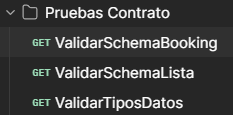 Pruebas Contrato
GET ValidarSchemaBooking
GET ValidarSchemaLista
GET ValidarTiposDatos